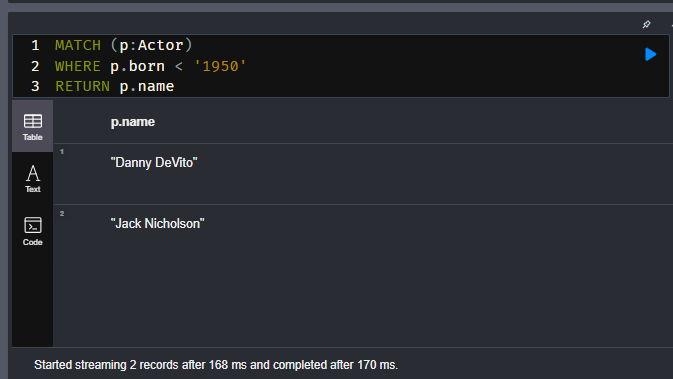 1 MATCH (p:Actor)
2 WHERE p.born < '1950'
3 RETURN p.name
Table
p.name
1
"Danny DeVito"
Text
2
"Jack Nicholson"
Code
Started streaming 2 records after 168 ms and completed after 170 ms.